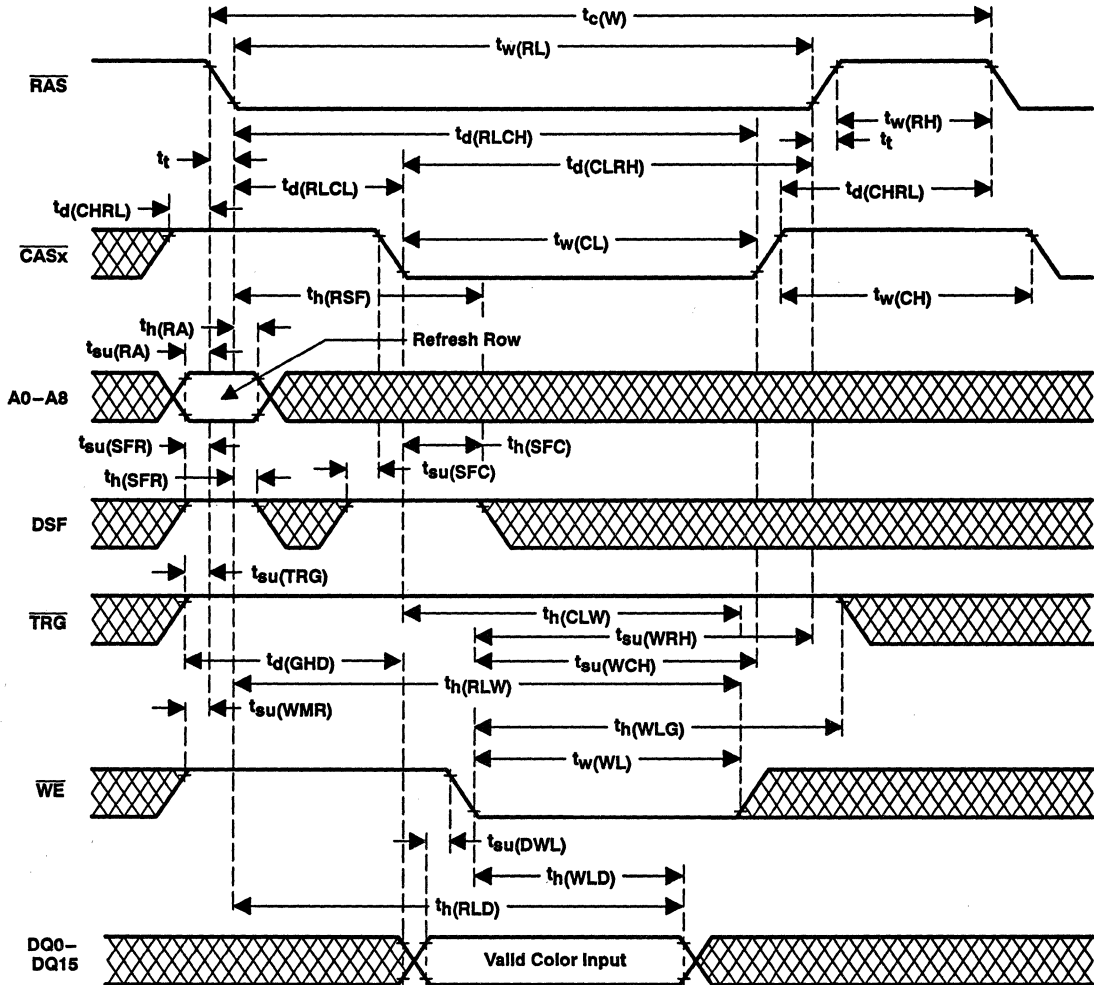 tc(W)
tw(RL)
RAS
tw(RH)
td(RLCH)
tt
td(CLRH)
tt
td(RLCL)
td(CHRL)
td(CHRL)
CASx
tw(CL)
th(RSF)
tw(CH)
th(RA)
tsu(RA)
Refresh Row
A0–A8
tsu(SFR)
th(SFC)
tsu(SFC)
th(SFR)
DSF
tsu(TRG)
TRG
th(CLW)
tsu(WRH)
td(GHD)
tsu(WCH)
th(RLW)
tsu(WMR)
th(WLG)
tw(WL)
WE
tsu(DWL)
th(WLD)
th(RLD)
DQ0–
DQ15
Valid Color Input